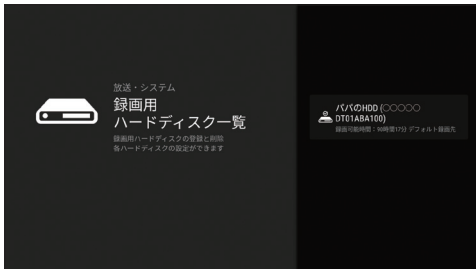 放送・システム
録画用
ハードディスク一覧
録画用ハードディスクの登録と削除
各ハードディスクの設定ができます
パパのHDD (○○○○○
DT01ABA100)
録画可能時間：90時間17分 デフォルト録画先